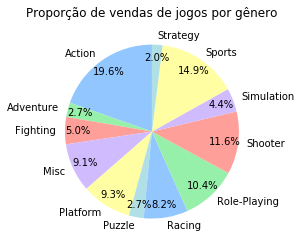 Proporção de vendas de jogos por gênero
Strategy
2.0%
Sports
14.9%
Simulation
4.4%
Shooter
11.6%
Role-Playing
10.4%
Racing
8.2%
Puzzle
2.7%
Platform
9.3%
Misc
9.1%
Fighting
5.0%
Adventure
2.7%
Action
19.6%